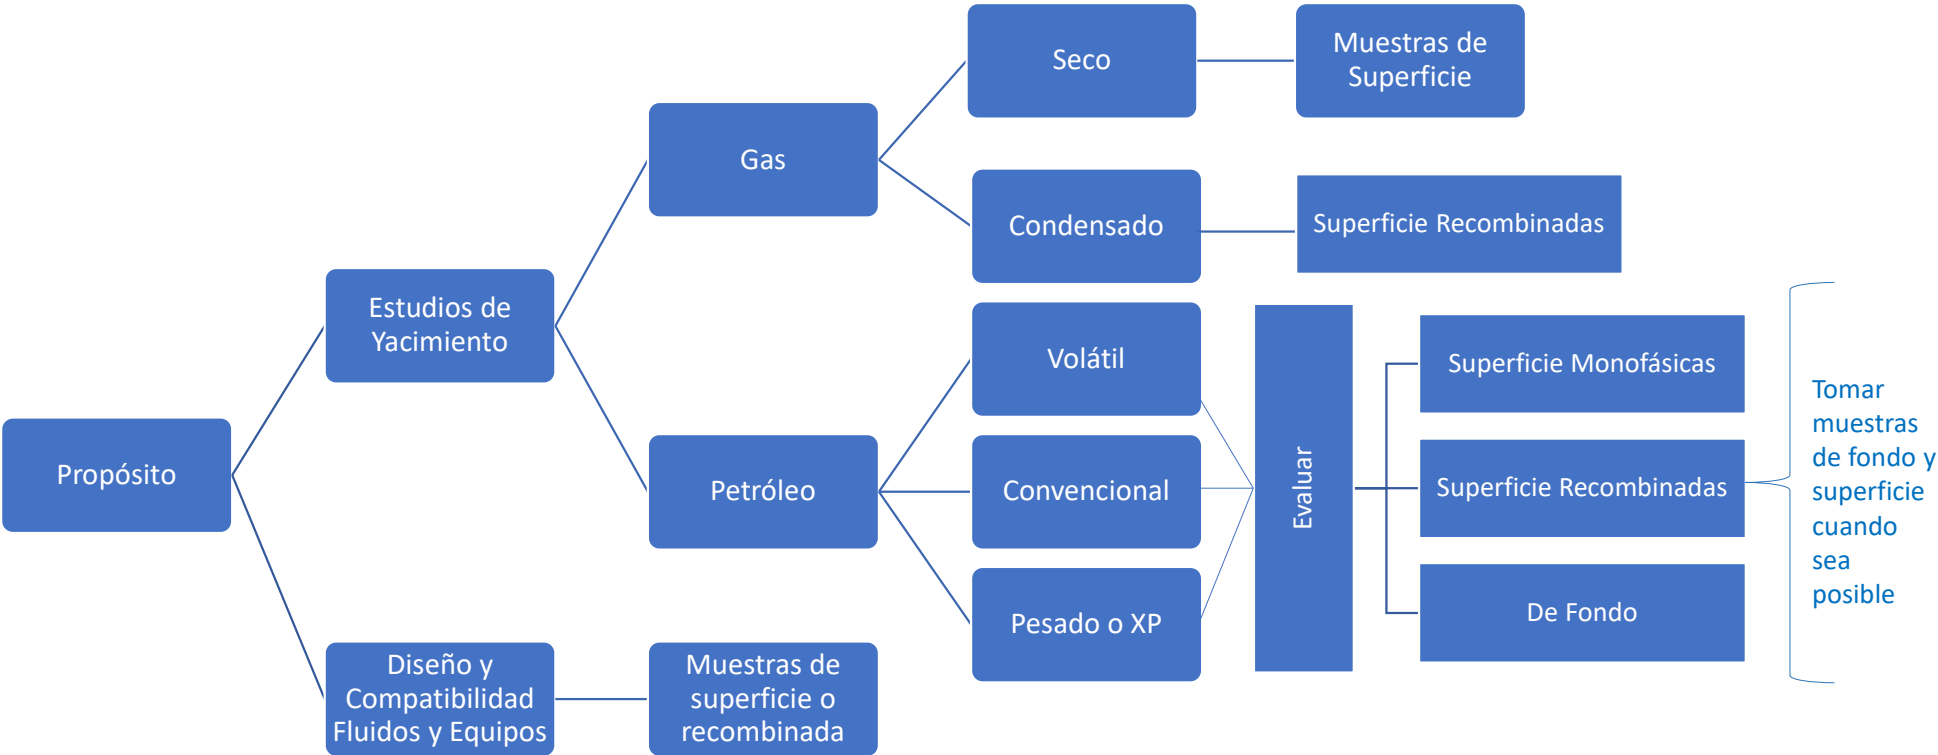 Propósito
Estudios de
Yacimiento
Gas
Seco
Muestras de
Superficie
Condensado
Superficie Recombinadas
Petróleo
Volátil
Convencional
Pesado o XP
Evaluar
Superficie Monofásicas
Superficie Recombinadas
De Fondo
Tomar
muestras
de fondo y
superficie
cuando
sea
posible
Diseño y
Compatibilidad
Fluidos y Equipos
Muestras de
superficie o
recombinada